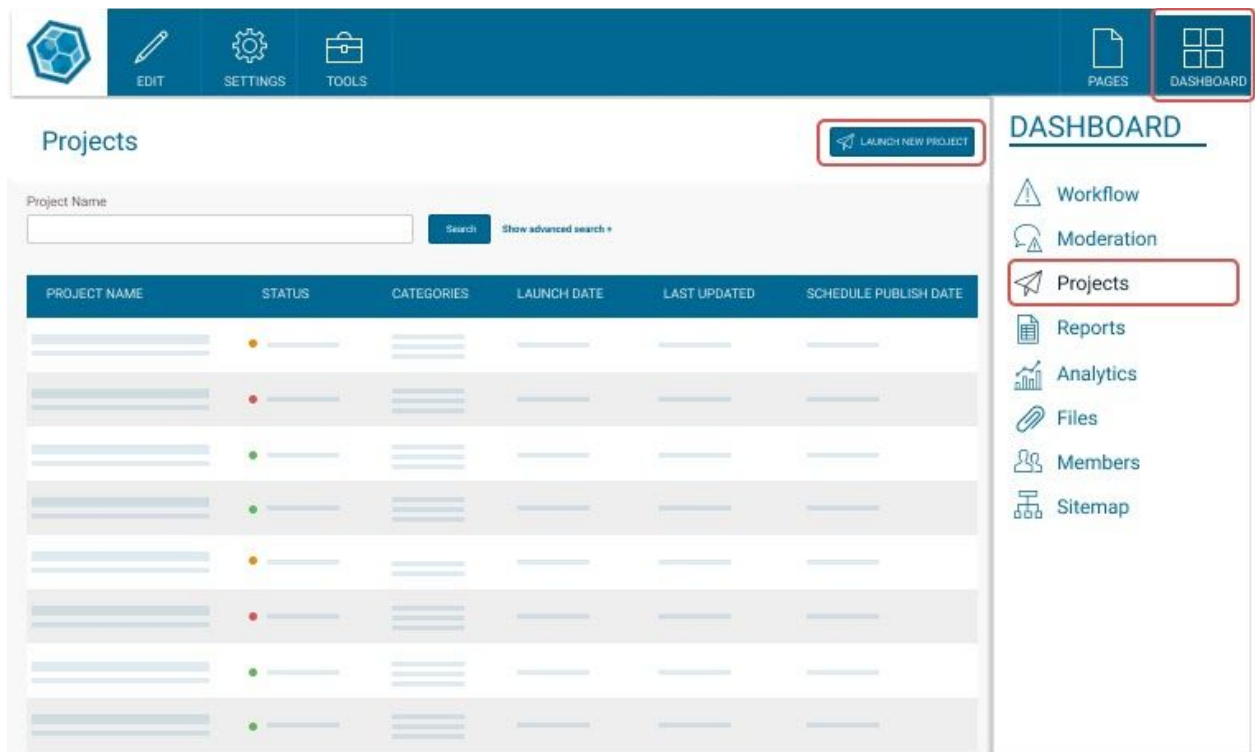 EDIT
SETTINGS
TOOLS
PAGES
DASHBOARD
Projects
LAUNCH NEW PROJECT
Project Name
Search
Show advanced search +
PROJECT NAME STATUS CATEGORIES LAUNCH DATE LAST UPDATED SCHEDULE PUBLISH DATE
DASHBOARD
Workflow
Moderation
Projects
Reports
Analytics
Files
Members
Sitemap